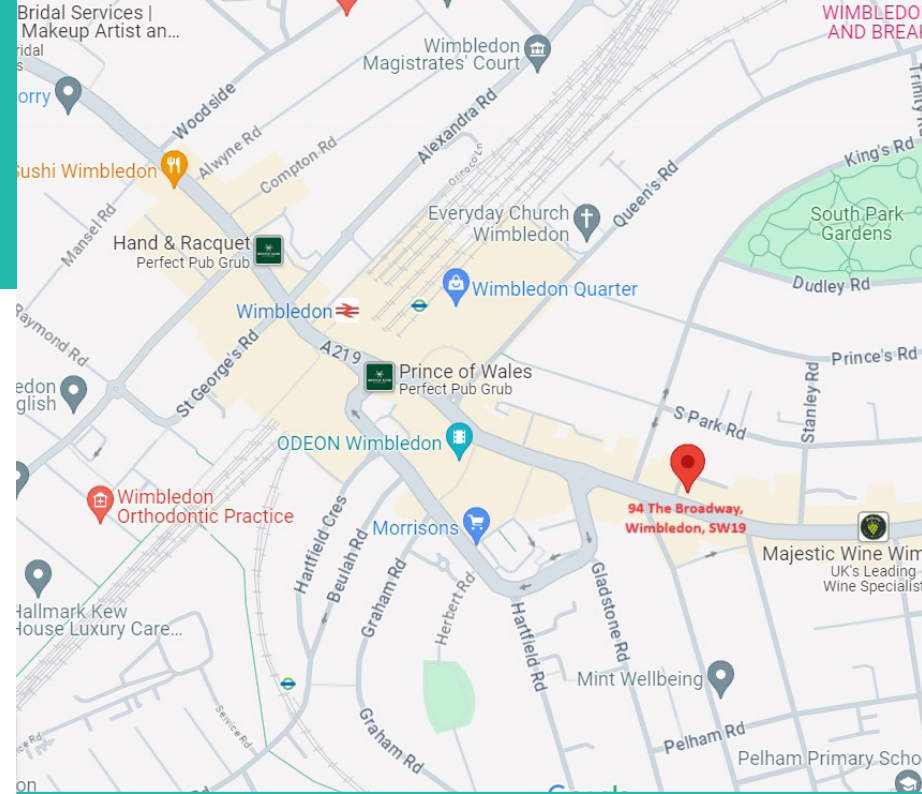 Bridal Services |
Makeup Artist an...
WIMBLEDO
AND BREA
Wimbledon
Magistrates' Court
Woodside
Alwyne Rd
Compton Rd
Alexandra Rd
orry
Sushi Wimbledon
Mansel Rd
King's Rd
Queen's Rd
Everyday Church
Wimbledon
South Park
Gardens
Hand & Racquet
Perfect Pub Grub
Wimbledon Quarter
Dudley Rd
Wimbledon
Raymond Rd
St George's Rd
A219
Prince of Wales
Perfect Pub Grub
Prince's Rd
Stanley Rd
edon
glish
S Park Rd
ODEON Wimbledon
94 The Broadway,
Wimbledon, SW19
Wimbledon
Orthodontic Practice
Morrisons
Hartfield Cres
Beulah Rd
Graham Rd
Herbert Rd
Hartfield Rd
Gladstone Rd
Majestic Wine Wim
UK's Leading
Wine Specialist
Hallmark Kew
House Luxury Care...
Mint Wellbeing
Service Rd
Graham Rd
Pelham Rd
Pelham Primary Scho
on